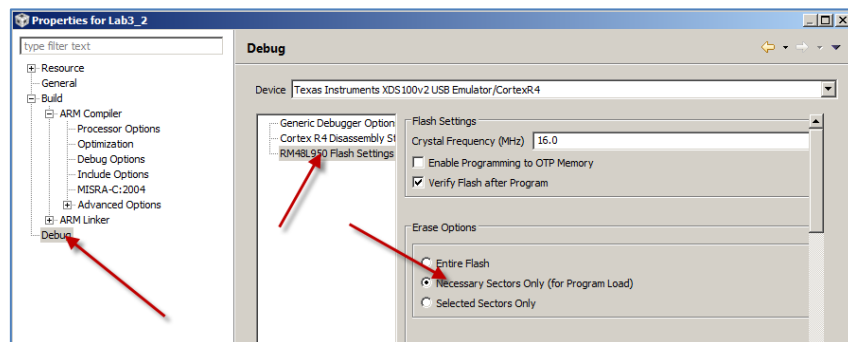 Properties for Lab3_2
type filter text
Resource
General
Build
ARM Compiler
Processor Options
Optimization
Debug Options
Include Options
MISRA-C:2004
Advanced Options
ARM Linker
Debug
Debug
Device Texas Instruments XDS100v2 USB Emulator/CortexR4
Generic Debugger Option
Cortex R4 Disassembly St
RM48L950 Flash Settings
Flash Settings
Crystal Frequency (MHz) 16.0
Enable Programming to OTP Memory
Verify Flash after Program
Erase Options
Entire Flash
Necessary Sectors Only (for Program Load)
Selected Sectors Only